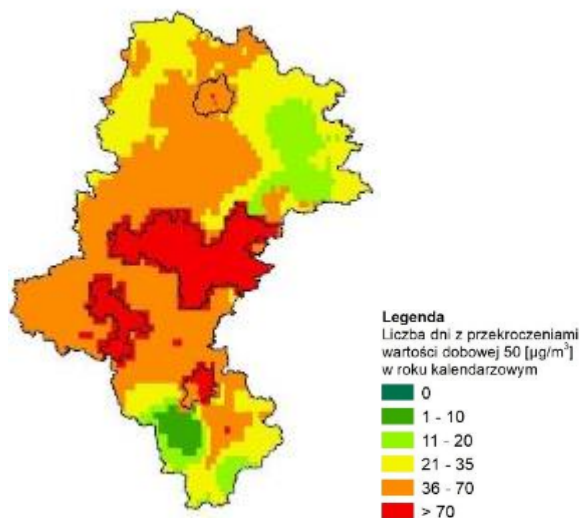 Legenda
Liczba dni z przekroczeniami
wartości dobowej 50 [µg/m³]
w roku kalendarzowym
0
1 - 10
11 - 20
21 - 35
36 - 70
> 70